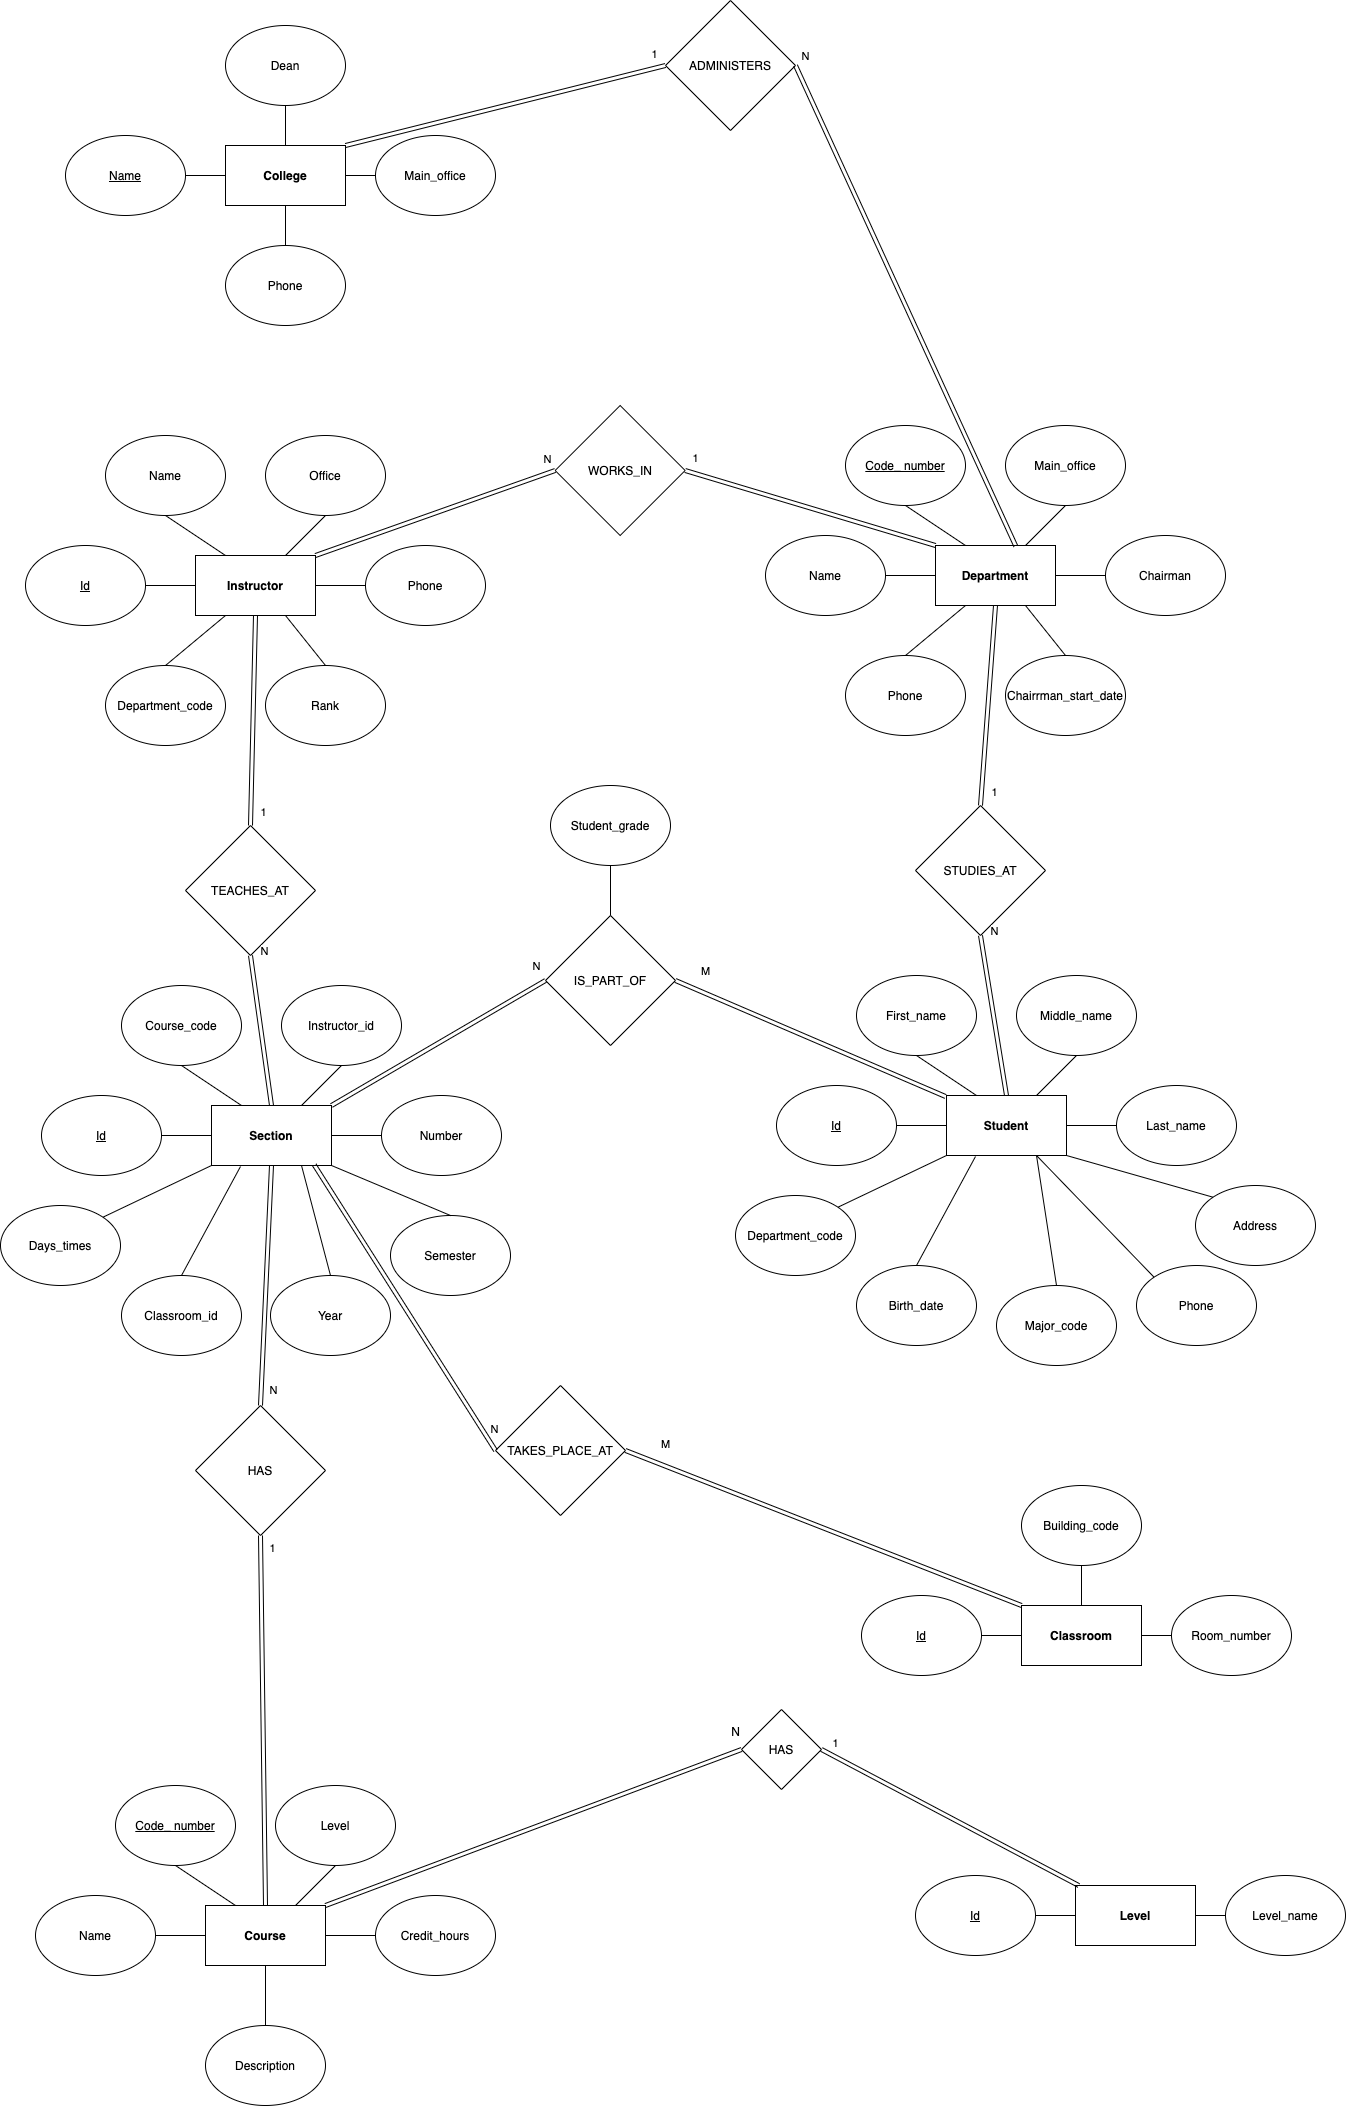 1
N
ADMINISTERS
Dean
Name
College
Main_office
Phone
N
1
WORKS_IN
Name
Office
Code_ number
Main_office
Id
Instructor
Phone
Name
Department
Chairman
Department_code
Rank
Phone
Chairrman_start_date
1
1
Student_grade
TEACHES_AT
STUDIES_AT
N
N
N
M
IS_PART_OF
Course_code
Instructor_id
First_name
Middle_name
Id
Section
Number
Id
Student
Last_name
Days_times
Semester
Department_code
Address
Classroom_id
Year
Birth_date
Major_code
Phone
N
N
M
HAS
TAKES_PLACE_AT
1
Building_code
Id
Classroom
Room_number
N
1
HAS
Code_ number
Level
Name
Course
Credit_hours
Id
Level
Level_name
Description